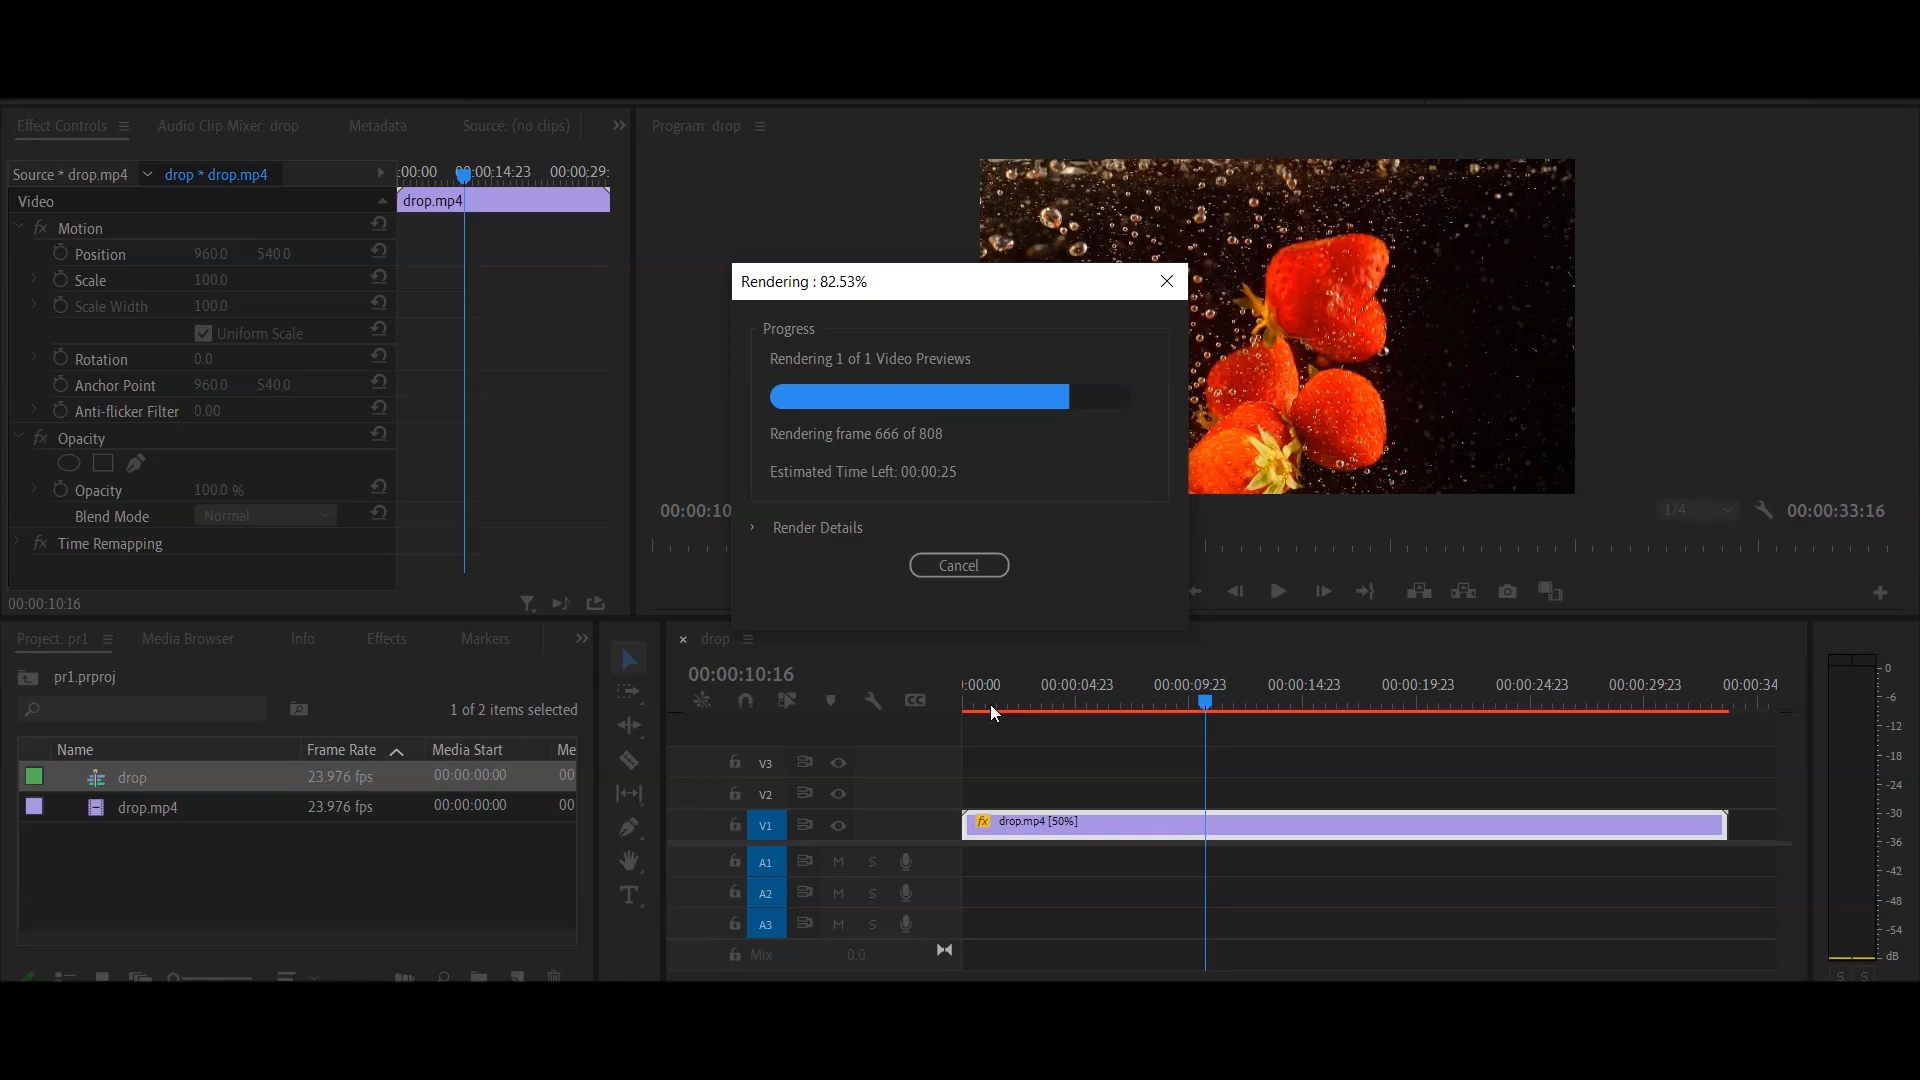 Effect Controls
Audio Clip Mixer: drop
Metadata
Source: (no clips)
Program: drop
Source * drop.mp4
drop * drop.mp4
:00:00
00:00:14:23
00:00:29:
drop.mp4
Video
fx Motion
Position 960.0 540.0
Scale 100.0
Scale Width 100.0
Uniform Scale
Rotation 0.0
Anchor Point 960.0 540.0
Anti-flicker Filter 0.00
fx Opacity
Opacity 100.0 %
Blend Mode Normal
fx Time Remapping
00:00:10:16
Rendering : 82.53%
Progress
Rendering 1 of 1 Video Previews
Rendering frame 666 of 808
Estimated Time Left: 00:00:25
Render Details
Cancel
00:00:10
1/4
00:00:33:16
Project: pr1
Media Browser
Info
Effects
Markers
pr1.prproj
1 of 2 items selected
Name Frame Rate Media Start Me
drop 23.976 fps 00:00:00:00 00
drop.mp4 23.976 fps 00:00:00:00 00
T
× drop
00:00:10:16
CC
:00:00 00:00:04:23 00:00:09:23 00:00:14:23 00:00:19:23 00:00:24:23 00:00:29:23 00:00:34
V3
V2
V1
fx drop.mp4 [50%]
A1 M S
A2 M S
A3 M S
Mix 0.0
0
-6
-12
-18
-24
-30
-36
-42
-48
-54
dB
S S